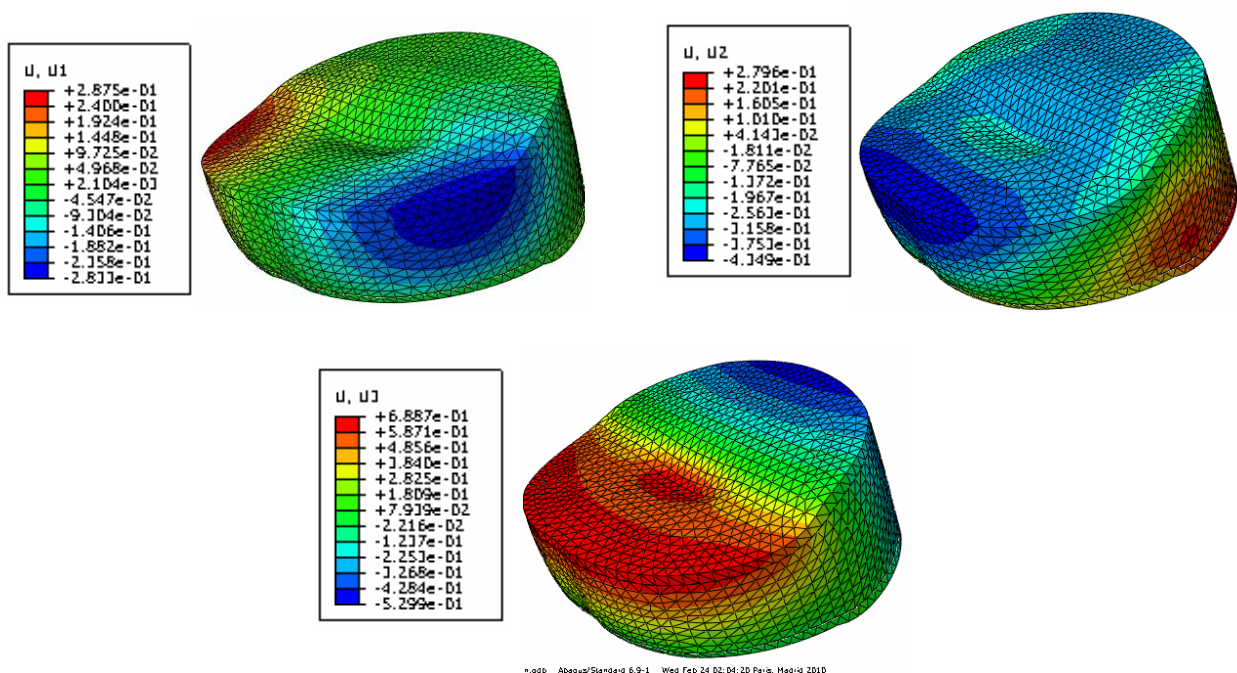 U, U1
+2.875e-01
+2.400e-01
+1.924e-01
+1.448e-01
+9.725e-02
+4.968e-02
+2.104e-03
-4.547e-02
-9.304e-02
-1.406e-01
-1.882e-01
-2.358e-01
-2.833e-01
U, U2
+2.796e-01
+2.201e-01
+1.605e-01
+1.010e-01
+4.143e-02
-1.811e-02
-7.765e-02
-1.372e-01
-1.967e-01
-2.563e-01
-3.158e-01
-3.753e-01
-4.349e-01
U, U3
+6.887e-01
+5.871e-01
+4.856e-01
+3.840e-01
+2.825e-01
+1.809e-01
+7.939e-02
-2.216e-02
-1.237e-01
-2.253e-01
-3.268e-01
-4.284e-01
-5.299e-01
n.odb Abaqus/Standard 6.9-1 Wed Feb 24 02:04:20 Paris, Madrid 2010